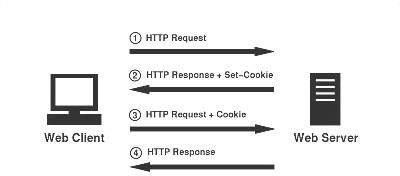 ① HTTP Request
② HTTP Response + Set-Cookie
③ HTTP Request + Cookie
④ HTTP Response
Web Client
Web Server